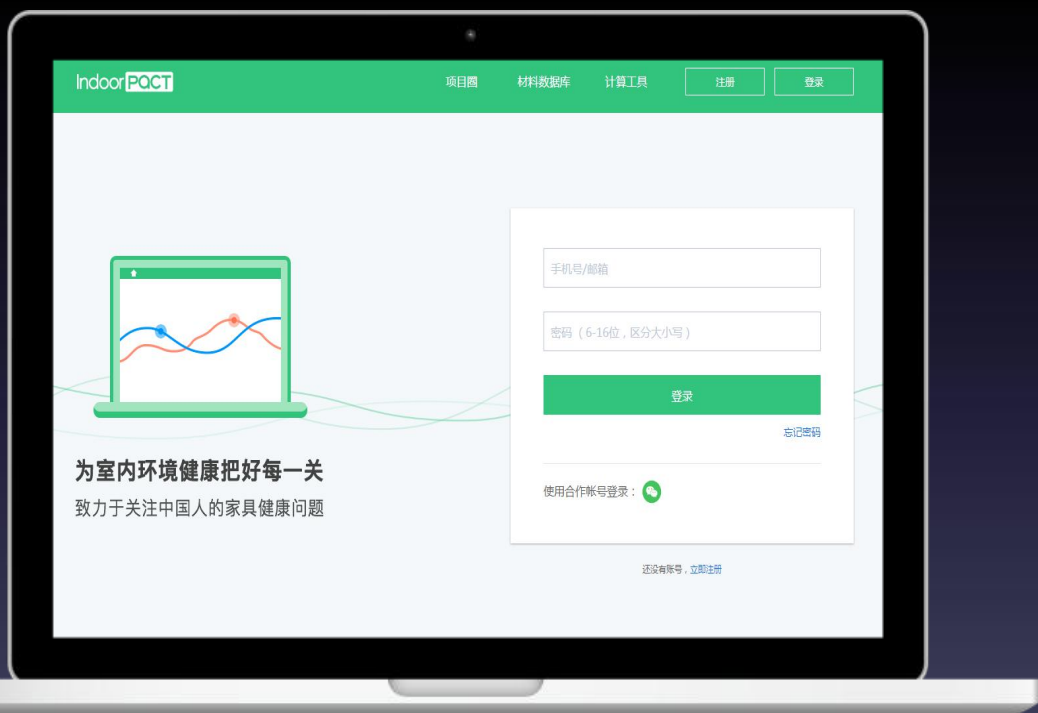 IndoorPACT
项目圈 材料数据库 计算工具 注册 登录
手机号/邮箱
密码（6-16位，区分大小写）
登录
忘记密码
为室内环境健康把好每一关
致力于关注中国人的家具健康问题
使用合作帐号登录：
还没有账号，立即注册